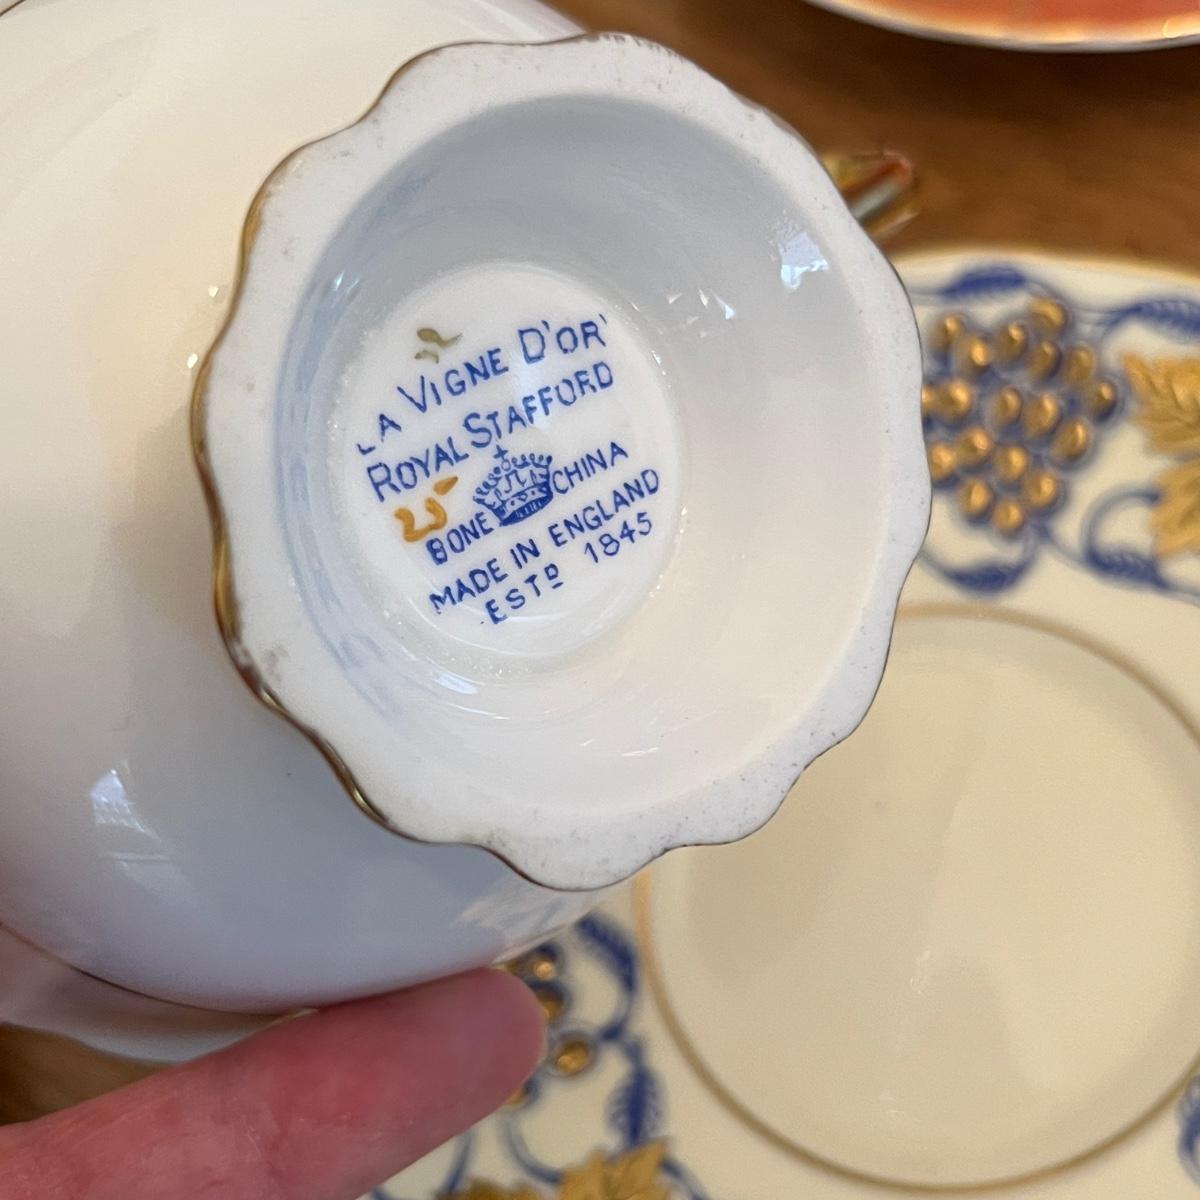 LA VIGNE D'OR'
ROYAL STAFFORD
BONE CHINA
MADE IN ENGLAND
ESTD 1845